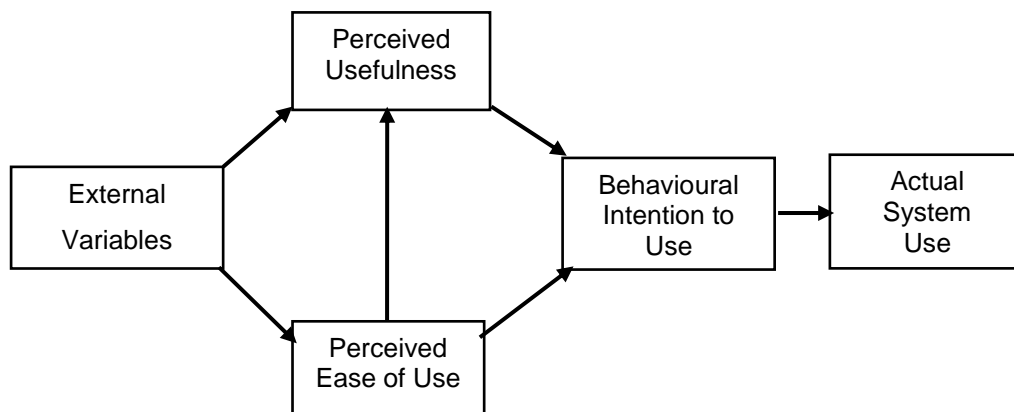 Perceived
Usefulness
External
Variables
Behavioural
Intention to
Use
Actual
System
Use
Perceived
Ease of Use